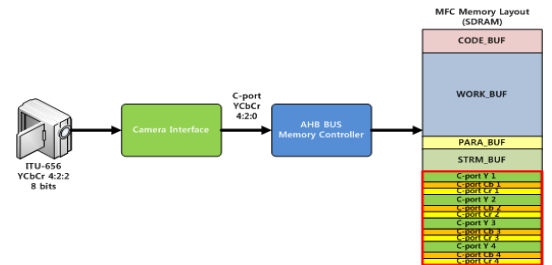 MFC Memory Layout
(SDRAM)
CODE_BUF
WORK_BUF
PARA_BUF
STRM_BUF
C-port Y 1
C-port Cb 1
C-port Cr 1
C-port Y 2
C-port Cb 2
C-port Cr 2
C-port Y 3
C-port Cb 3
C-port Cr 3
C-port Y 4
C-port Cb 4
C-port Cr 4
C-port
YCbCr
4:2:0
Camera Interface
AHB BUS
Memory Controller
ITU-656
YCbCr 4:2:2
8 bits